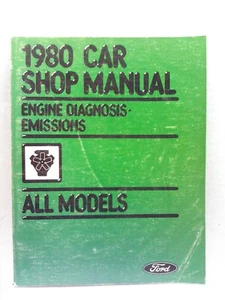 1980 CAR
SHOP MANUAL
ENGINE DIAGNOSIS-
EMISSIONS
ALL MODELS
Ford